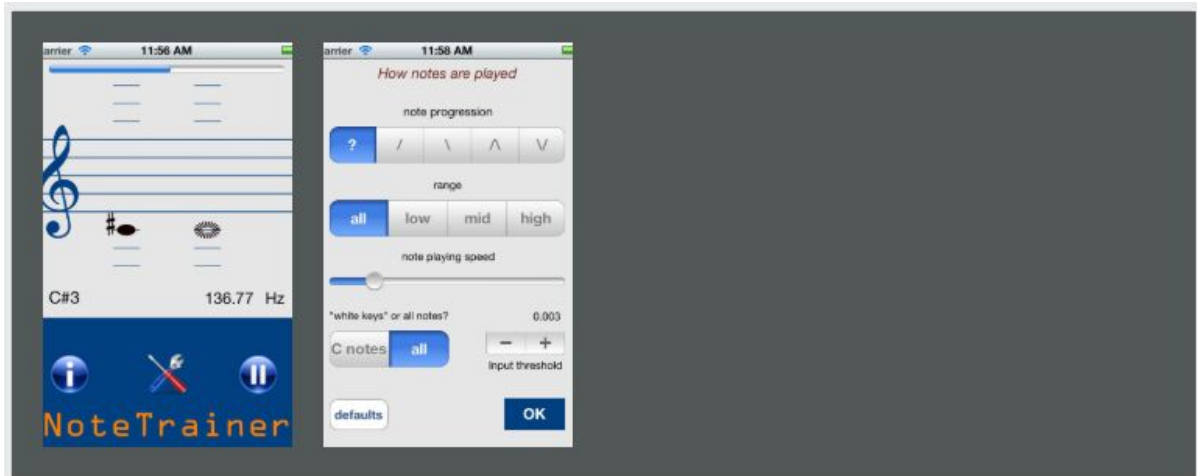 arrier 11:56 AM
C#3 136.77 Hz
NoteTrainer
arrier 11:58 AM
How notes are played
note progression
? / \ /\ \/
range
all low mid high
note playing speed
"white keys" or all notes? 0.003
C notes all - +
Input threshold
defaults OK